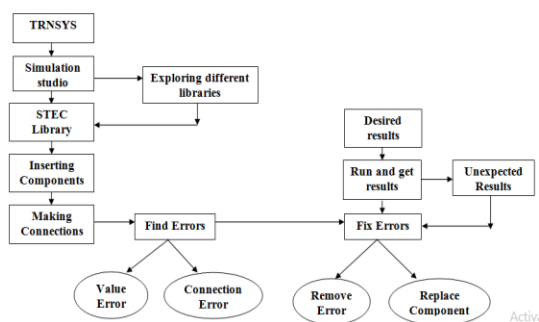 TRNSYS
Simulation
studio
Exploring different
libraries
STEC
Library
Inserting
Components
Making
Connections
Find Errors
Value
Error
Connection
Error
Desired
results
Run and get
results
Unexpected
Results
Fix Errors
Remove
Error
Replace
Component
Activa